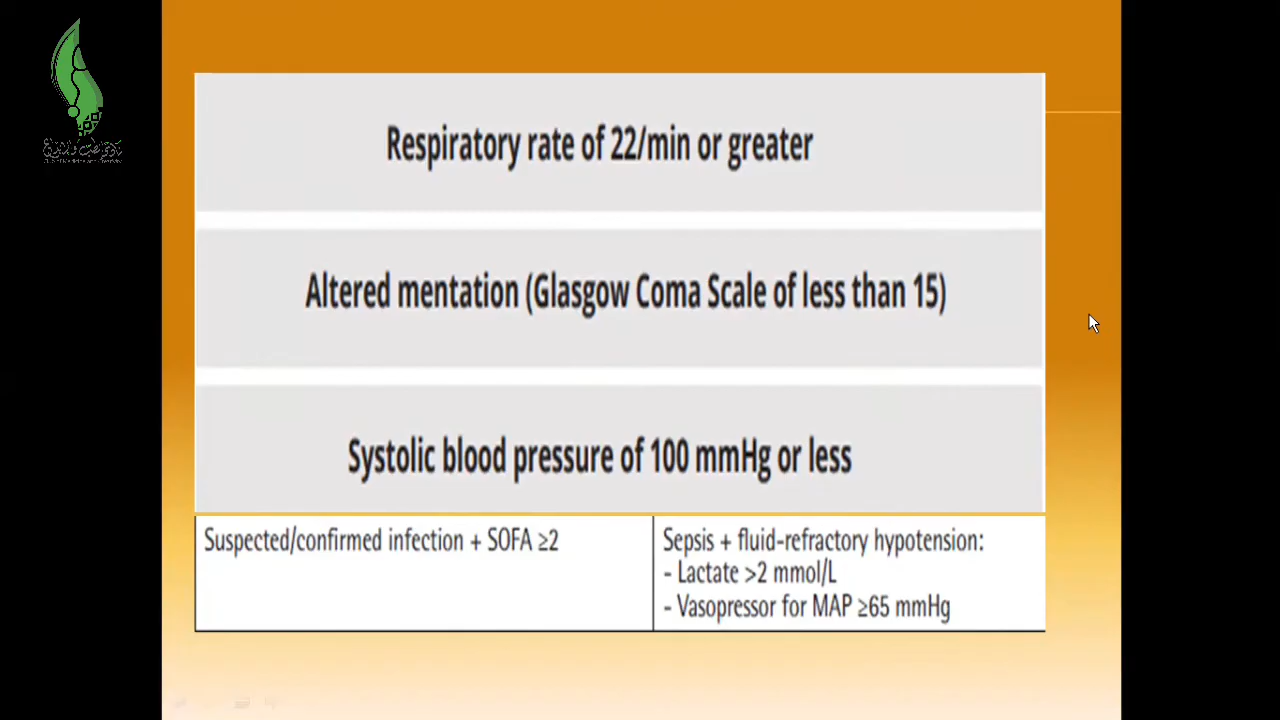 Respiratory rate of 22/min or greater
Altered mentation (Glasgow Coma Scale of less than 15)
Systolic blood pressure of 100 mmHg or less
Suspected/confirmed infection + SOFA ≥2
Sepsis + fluid-refractory hypotension:
- Lactate >2 mmol/L
- Vasopressor for MAP ≥65 mmHg